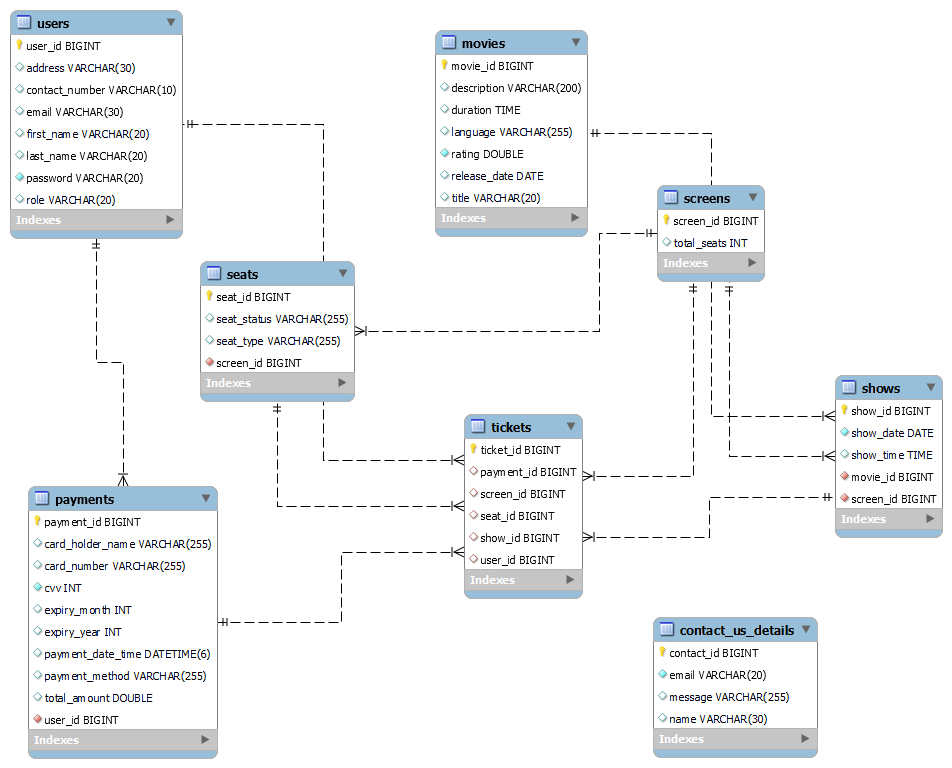 users
user_id BIGINT
address VARCHAR(30)
contact_number VARCHAR(10)
email VARCHAR(30)
first_name VARCHAR(20)
last_name VARCHAR(20)
password VARCHAR(20)
role VARCHAR(20)
Indexes
movies
movie_id BIGINT
description VARCHAR(200)
duration TIME
language VARCHAR(255)
rating DOUBLE
release_date DATE
title VARCHAR(20)
Indexes
screens
screen_id BIGINT
total_seats INT
Indexes
seats
seat_id BIGINT
seat_status VARCHAR(255)
seat_type VARCHAR(255)
screen_id BIGINT
Indexes
shows
show_id BIGINT
show_date DATE
show_time TIME
movie_id BIGINT
screen_id BIGINT
Indexes
tickets
ticket_id BIGINT
payment_id BIGINT
screen_id BIGINT
seat_id BIGINT
show_id BIGINT
user_id BIGINT
Indexes
payments
payment_id BIGINT
card_holder_name VARCHAR(255)
card_number VARCHAR(255)
cvv INT
expiry_month INT
expiry_year INT
payment_date_time DATETIME(6)
payment_method VARCHAR(255)
total_amount DOUBLE
user_id BIGINT
Indexes
contact_us_details
contact_id BIGINT
email VARCHAR(20)
message VARCHAR(255)
name VARCHAR(30)
Indexes